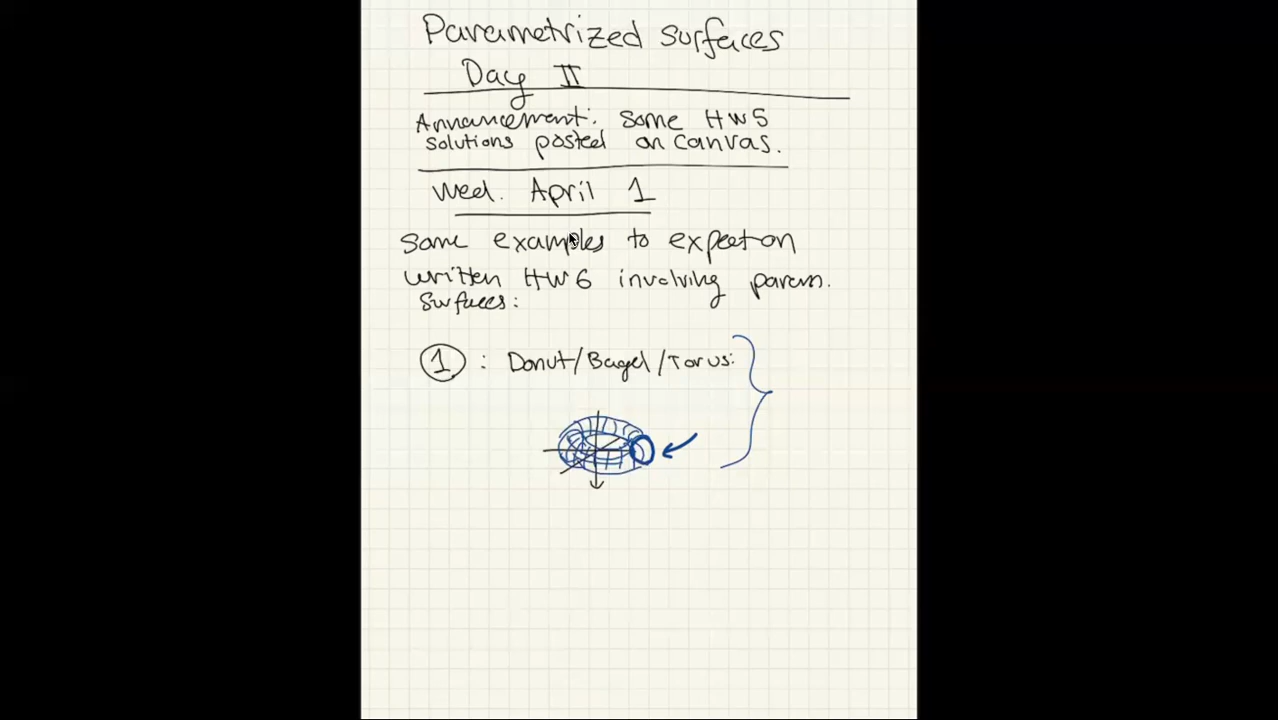 Parametrized surfaces
Day II
Announcement: Some HW5
solutions posted on Canvas.
Wed. April 1
Some examples to expect on
written HW6 involving param.
Surfaces:
1 : Donut/Bagel/Torus: